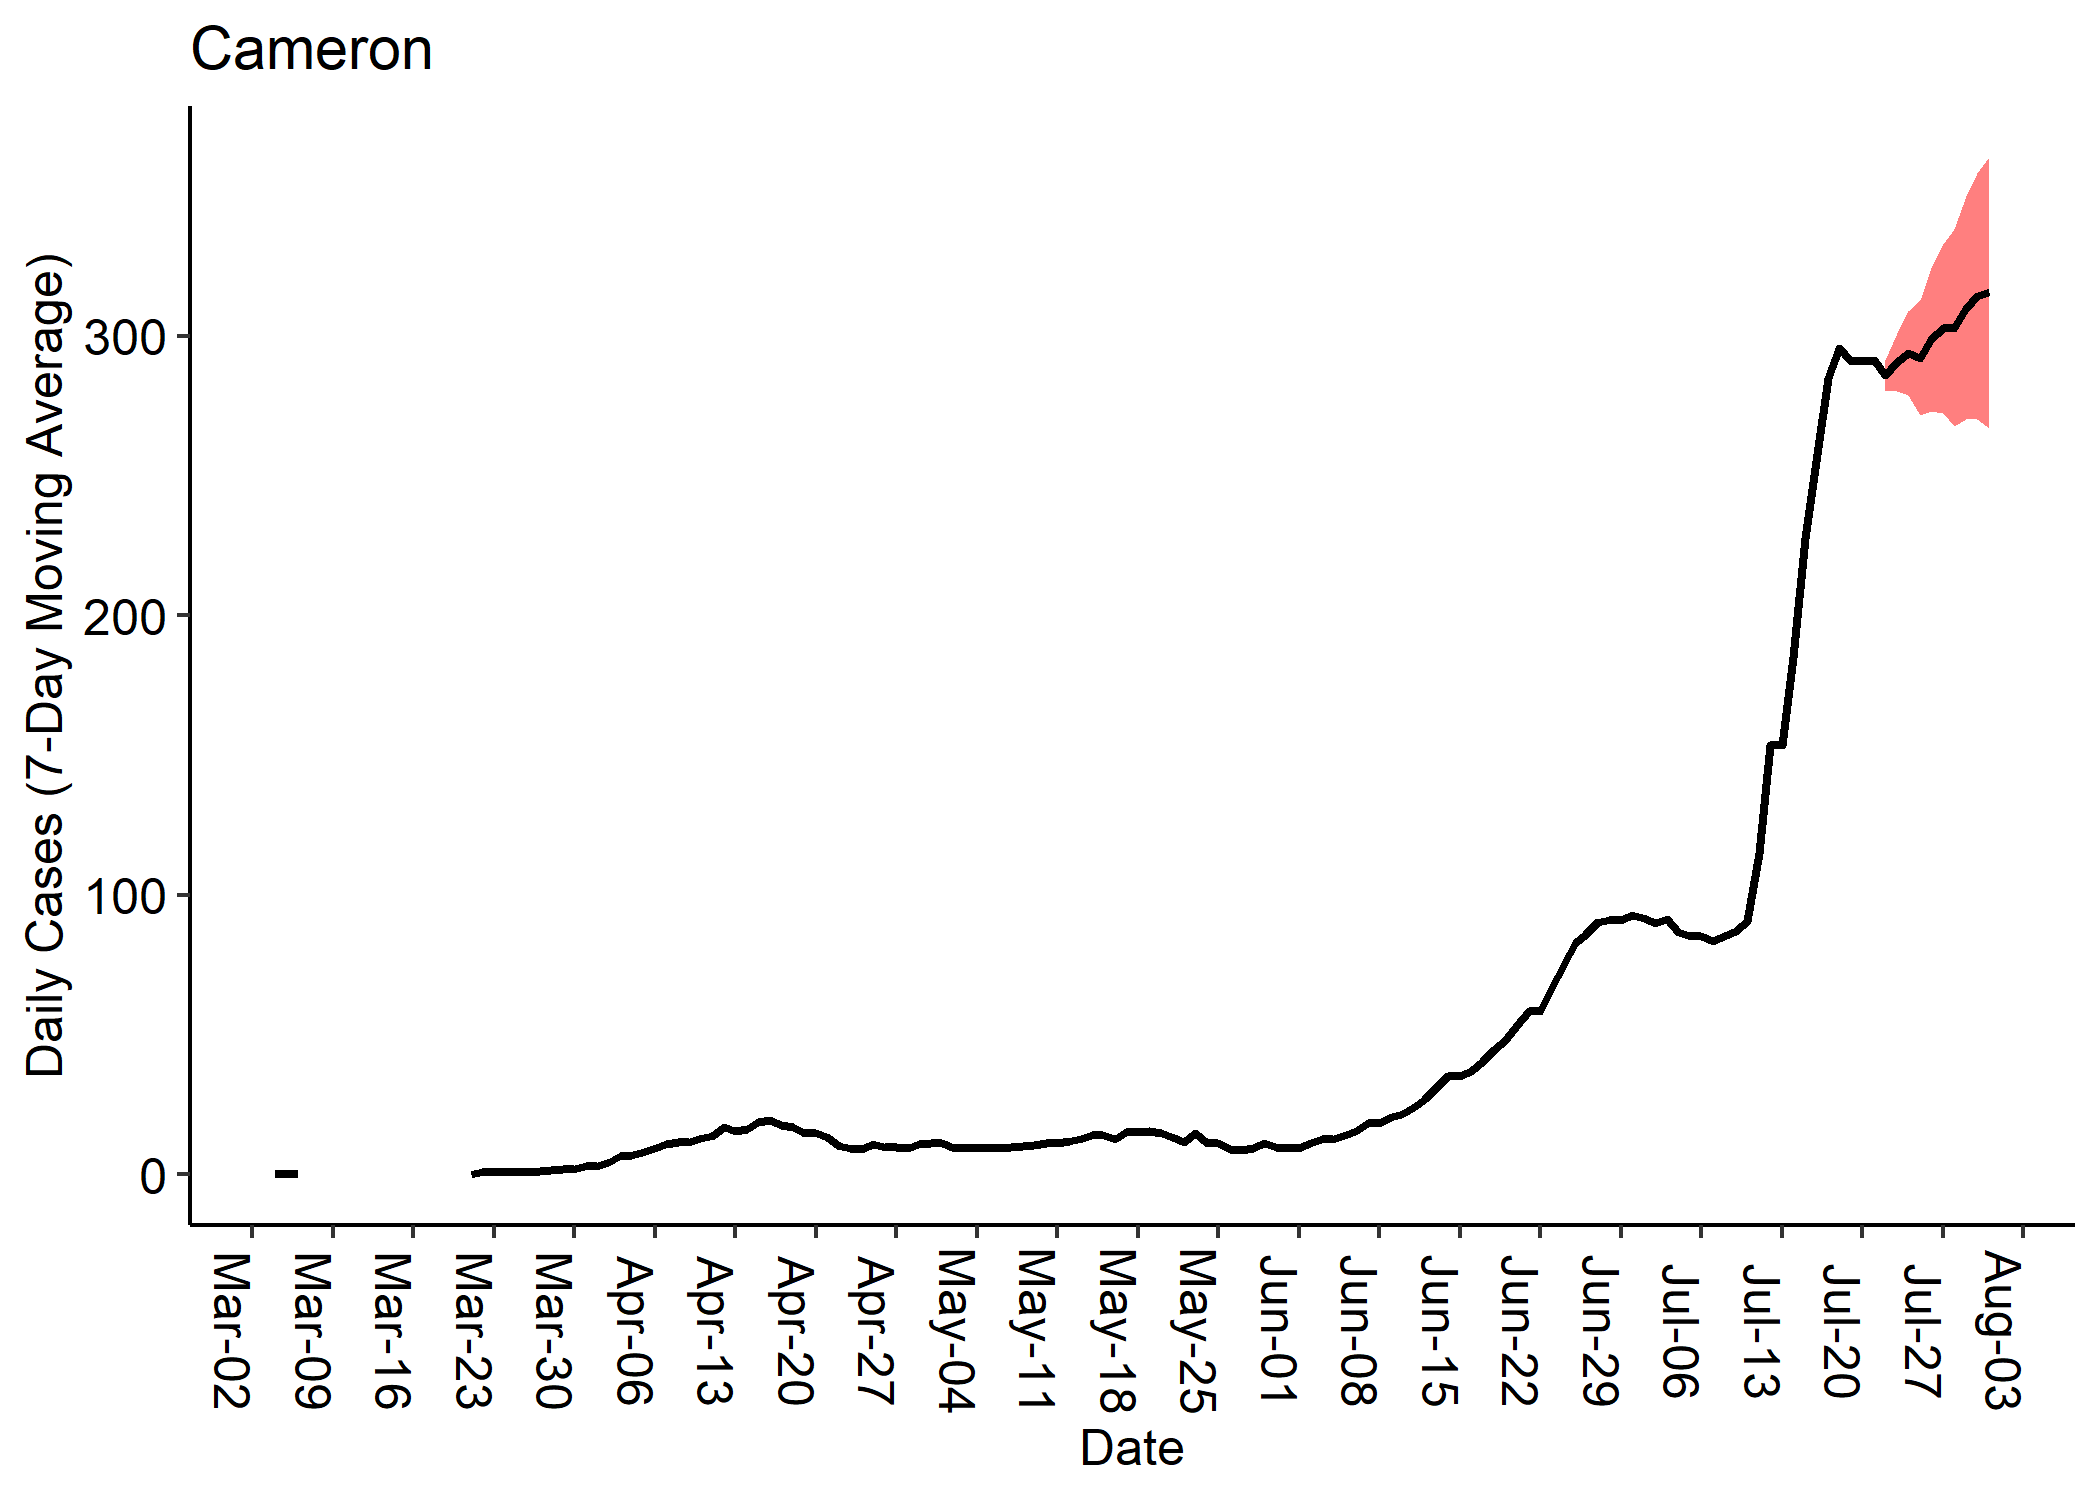 Cameron
Daily Cases (7-Day Moving Average)
300
200
100
0
Mar-02
Mar-09
Mar-16
Mar-23
Mar-30
Apr-06
Apr-13
Apr-20
Apr-27
May-04
May-11
May-18
May-25
Jun-01
Jun-08
Jun-15
Jun-22
Jun-29
Jul-06
Jul-13
Jul-20
Jul-27
Aug-03
Date